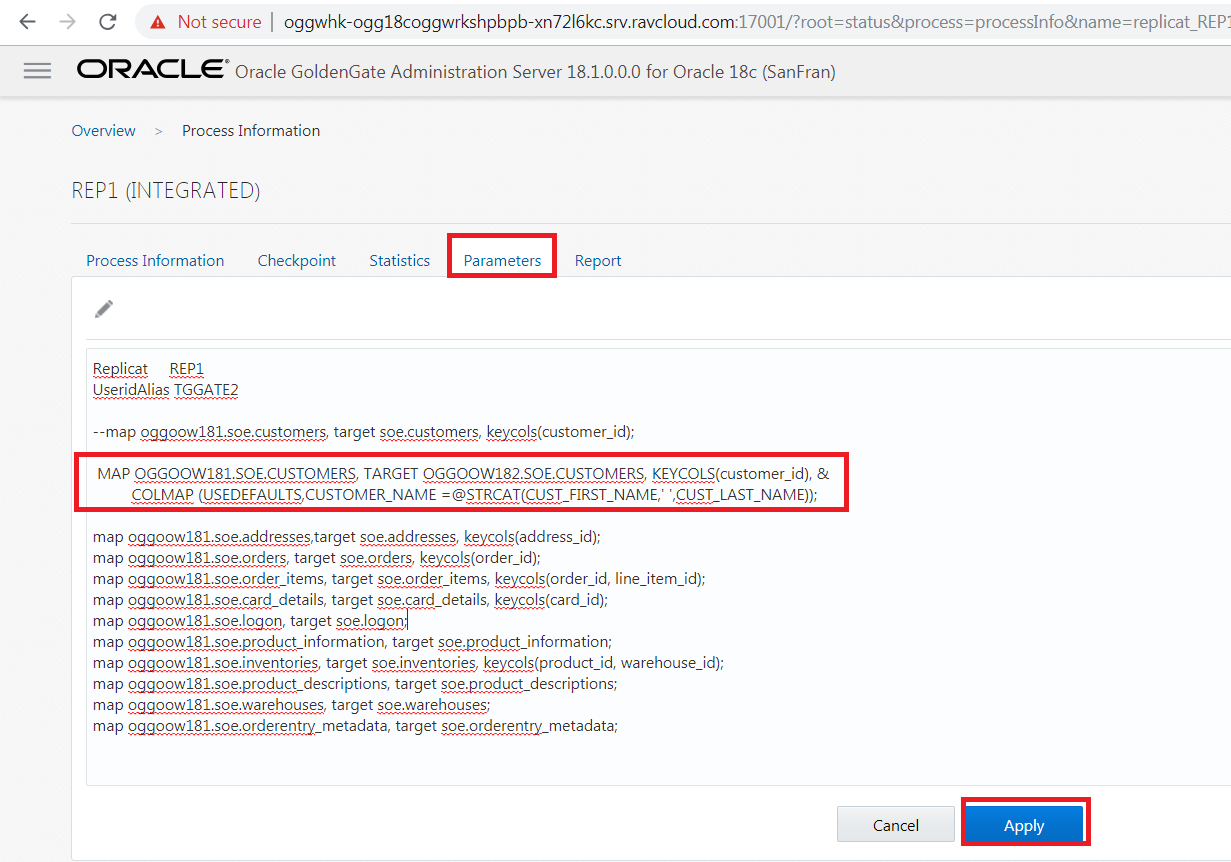 Not secure | oggwhk-ogg18coggwrkshpbpb-xn72l6kc.srv.ravcloud.com:17001/?root=status&process=processInfo&name=replicat_REP1
ORACLE® Oracle GoldenGate Administration Server 18.1.0.0.0 for Oracle 18c (SanFran)
Overview > Process Information
REP1 (INTEGRATED)
Process Information Checkpoint Statistics Parameters Report
Replicat REP1
UseridAlias TGGATE2
--map oggoow181.soe.customers, target soe.customers, keycols(customer_id);
MAP OGGOOW181.SOE.CUSTOMERS, TARGET OGGOOW182.SOE.CUSTOMERS, KEYCOLS(customer_id), &
COLMAP (USEDEFAULTS,CUSTOMER_NAME =@STRCAT(CUST_FIRST_NAME,' ',CUST_LAST_NAME));
map oggoow181.soe.addresses,target soe.addresses, keycols(address_id);
map oggoow181.soe.orders, target soe.orders, keycols(order_id);
map oggoow181.soe.order_items, target soe.order_items, keycols(order_id, line_item_id);
map oggoow181.soe.card_details, target soe.card_details, keycols(card_id);
map oggoow181.soe.logon, target soe.logon;
map oggoow181.soe.product_information, target soe.product_information;
map oggoow181.soe.inventories, target soe.inventories, keycols(product_id, warehouse_id);
map oggoow181.soe.product_descriptions, target soe.product_descriptions;
map oggoow181.soe.warehouses, target soe.warehouses;
map oggoow181.soe.orderentry_metadata, target soe.orderentry_metadata;
Cancel Apply